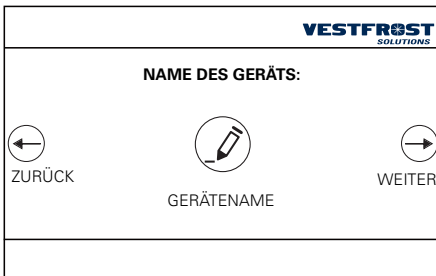 VESTFROST
SOLUTIONS
NAME DES GERÄTS:
ZURÜCK
GERÄTENAME
WEITER